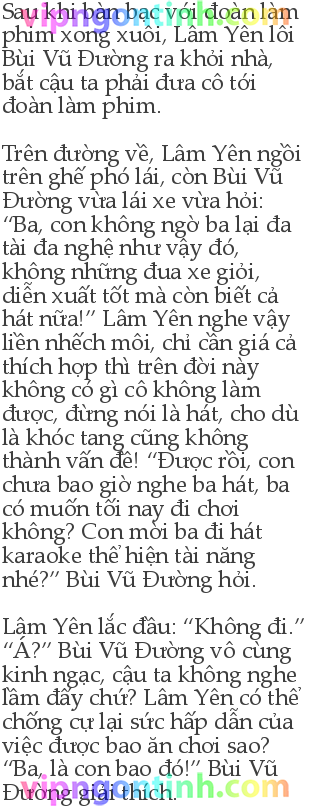 vipngontinh.com
Sau khi bàn bạc với đoàn làm
phim xong xuôi, Lâm Yên lôi
Bùi Vũ Đường ra khỏi nhà,
bắt cậu ta phải đưa cô tới
đoàn làm phim.
Trên đường về, Lâm Yên ngồi
trên ghế phó lái, còn Bùi Vũ
Đường vừa lái xe vừa hỏi:
“Ba, con không ngờ ba lại đa
tài đa nghệ như vậy đó,
không những đua xe giỏi,
diễn xuất tốt mà còn biết cả
hát nữa!” Lâm Yên nghe vậy
liền nhếch môi, chỉ cần giá cả
thích hợp thì trên đời này
không có gì cô không làm
được, đừng nói là hát, cho dù
là khóc tang cũng không
thành vấn đề! “Được rồi, con
chưa bao giờ nghe ba hát, ba
có muốn tối nay đi chơi
không? Con mời ba đi hát
karaoke thể hiện tài năng
nhé?” Bùi Vũ Đường hỏi.
Lâm Yên lắc đầu: “Không đi.”
“Á?” Bùi Vũ Đường vô cùng
kinh ngạc, cậu ta không nghe
lầm đấy chứ? Lâm Yên có thể
chống cự lại sức hấp dẫn của
việc được bao ăn chơi sao?
“Ba, là con bao đó!” Bùi Vũ
Đường giải thích.
vipngontinh.com